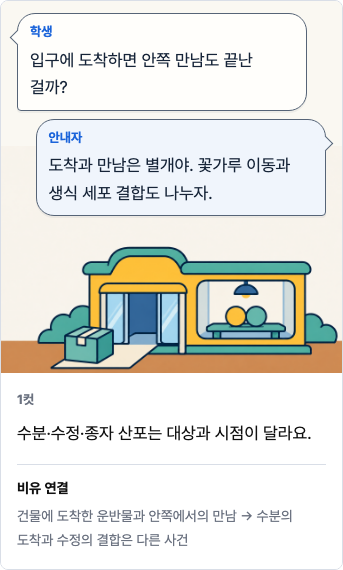 학생
입구에 도착하면 안쪽 만남도 끝난
걸까?
안내자
도착과 만남은 별개야. 꽃가루 이동과
생식 세포 결합도 나누자.
1컷
수분·수정·종자 산포는 대상과 시점이 달라요.
비유 연결
건물에 도착한 운반물과 안쪽에서의 만남 → 수분의
도착과 수정의 결합은 다른 사건